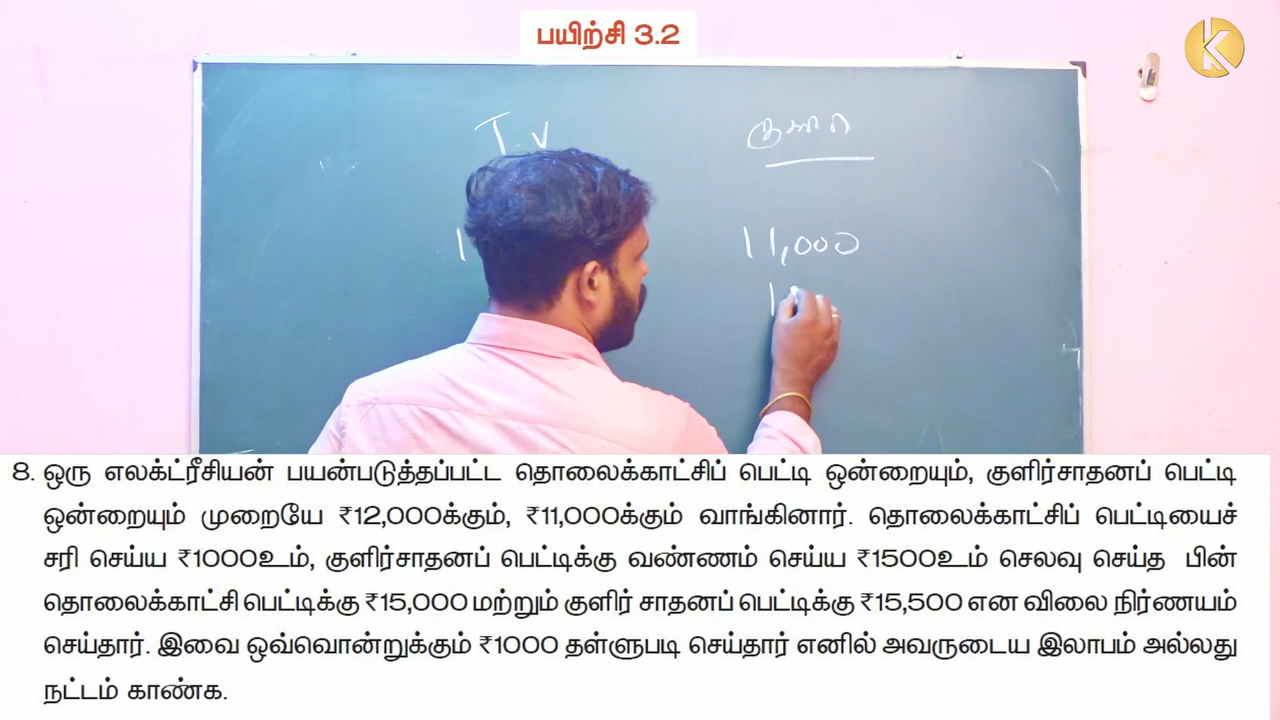 பயிற்சி 3.2
T.V
11,000
8. ஒரு எலக்ட்ரீசியன் பயன்படுத்தப்பட்ட தொலைக்காட்சிப் பெட்டி ஒன்றையும், குளிர்சாதனப் பெட்டி
ஒன்றையும் முறையே ₹12,000க்கும், ₹11,000க்கும் வாங்கினார். தொலைக்காட்சிப் பெட்டியைச்
சரி செய்ய ₹1000உம், குளிர்சாதனப் பெட்டிக்கு வண்ணம் செய்ய ₹1500உம் செலவு செய்த பின்
தொலைக்காட்சி பெட்டிக்கு ₹15,000 மற்றும் குளிர் சாதனப் பெட்டிக்கு ₹15,500 என விலை நிர்ணயம்
செய்தார். இவை ஒவ்வொன்றுக்கும் ₹1000 தள்ளுபடி செய்தார் எனில் அவருடைய இலாபம் அல்லது
நட்டம் காண்க.